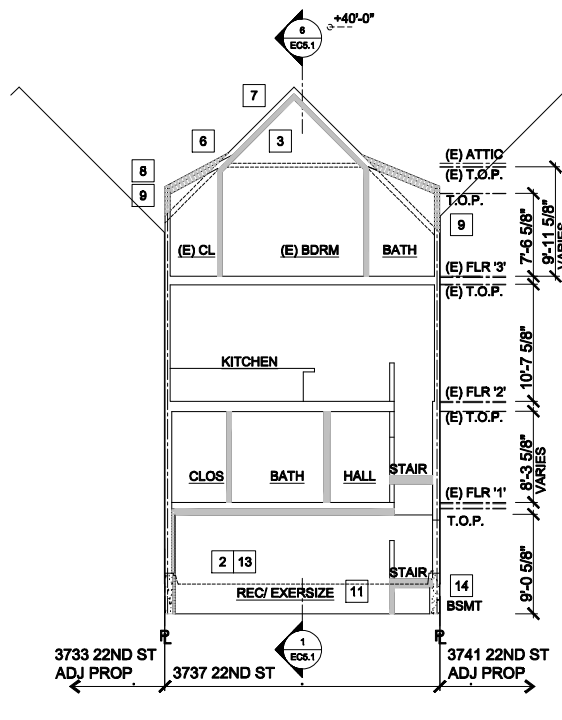 6
EC5.1
+40'-0"
7
6
3
8
9
(E) ATTIC
(E) T.O.P.
T.O.P.
9
7'-6 5/8"
9'-11 5/8"
VARIES
(E) CL
(E) BDRM
BATH
(E) FLR '3'
(E) T.O.P.
10'-7 5/8"
KITCHEN
(E) FLR '2'
(E) T.O.P.
8'-3 5/8"
VARIES
CLOS
BATH
HALL
STAIR
(E) FLR '1'
T.O.P.
9'-0 5/8"
2
13
STAIR
REC/ EXERSIZE
11
14
BSMT
1
EC5.1
PL
PL
3733 22ND ST
ADJ PROP
3737 22ND ST
3741 22ND ST
ADJ PROP